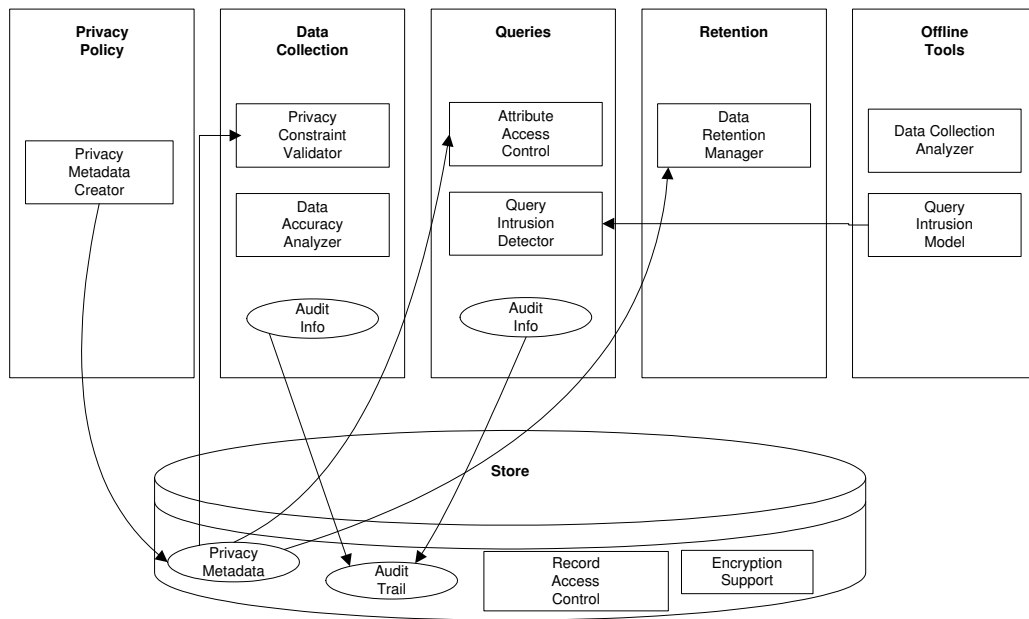 Privacy
Policy
Data
Collection
Queries
Retention
Offline
Tools
Privacy
Metadata
Creator
Privacy
Constraint
Validator
Data
Accuracy
Analyzer
Audit
Info
Attribute
Access
Control
Query
Intrusion
Detector
Audit
Info
Data
Retention
Manager
Data Collection
Analyzer
Query
Intrusion
Model
Store
Privacy
Metadata
Audit
Trail
Record
Access
Control
Encryption
Support